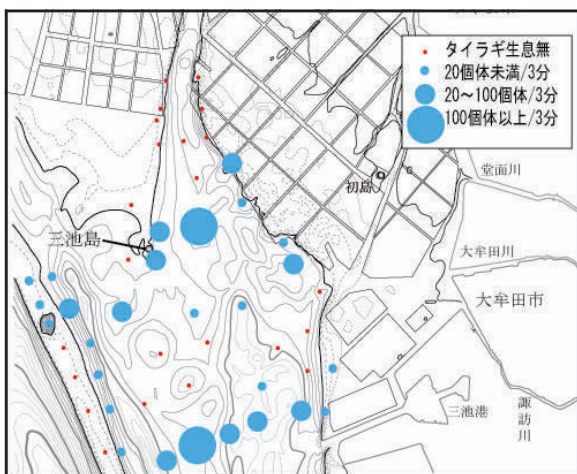 タイラギ生息無
20個体未満/3分
20～100個体/3分
100個体以上/3分
堂面川
初島
三池島
大牟田川
大牟田市
三池港
諏訪川